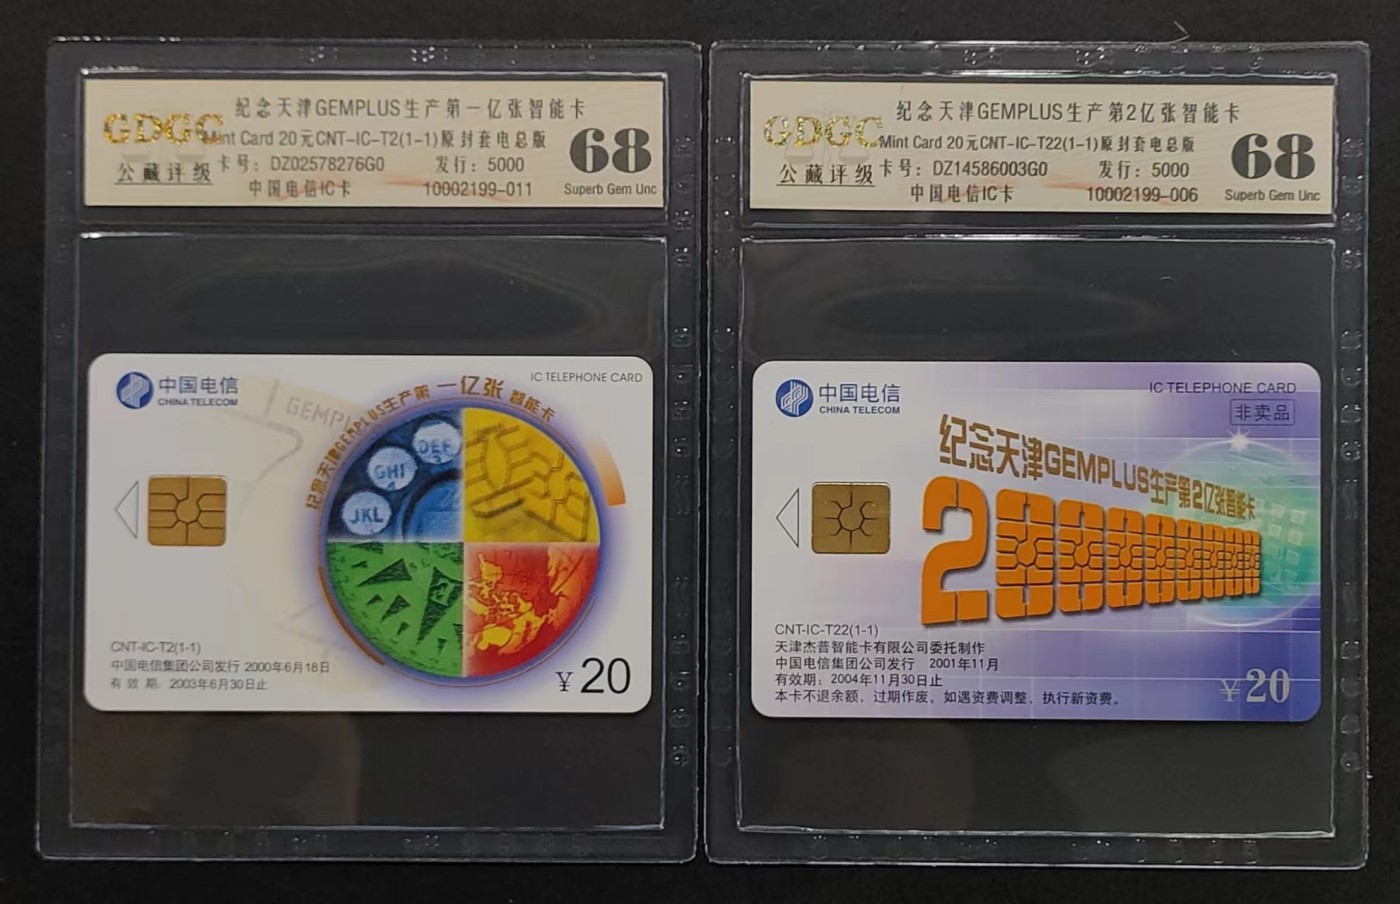 GDGC
公藏评级
纪念天津GEMPLUS生产第一亿张智能卡
Mint Card 20元CNT-IC-T2(1-1)原封套电总版
卡号：DZ02578276G0 发行：5000
中国电信IC卡 10002199-011
68
Superb Gem Unc
中国电信
CHINA TELECOM
IC TELEPHONE CARD
GEMPL
纪念天津GEMPLUS生产第一亿张智能卡
DEF
3
GHI
4
JKL
CNT-IC-T2(1-1)
中国电信集团公司发行 2000年6月18日
有 效 期：2003年6月30日止
¥20
GDGC
公藏评级
纪念天津GEMPLUS生产第2亿张智能卡
Mint Card 20元CNT-IC-T22(1-1)原封套电总版
卡号：DZ14586003G0 发行：5000
中国电信IC卡 10002199-006
68
Superb Gem Unc
中国电信
CHINA TELECOM
IC TELEPHONE CARD
非卖品
纪念天津GEMPLUS生产第2亿张智能卡
200000000
CNT-IC-T22(1-1)
天津杰普智能卡有限公司委托制作
中国电信集团公司发行 2001年11月
有效期：2004年11月30日止
本卡不退余额，过期作废，如遇资费调整，执行新资费。
¥20